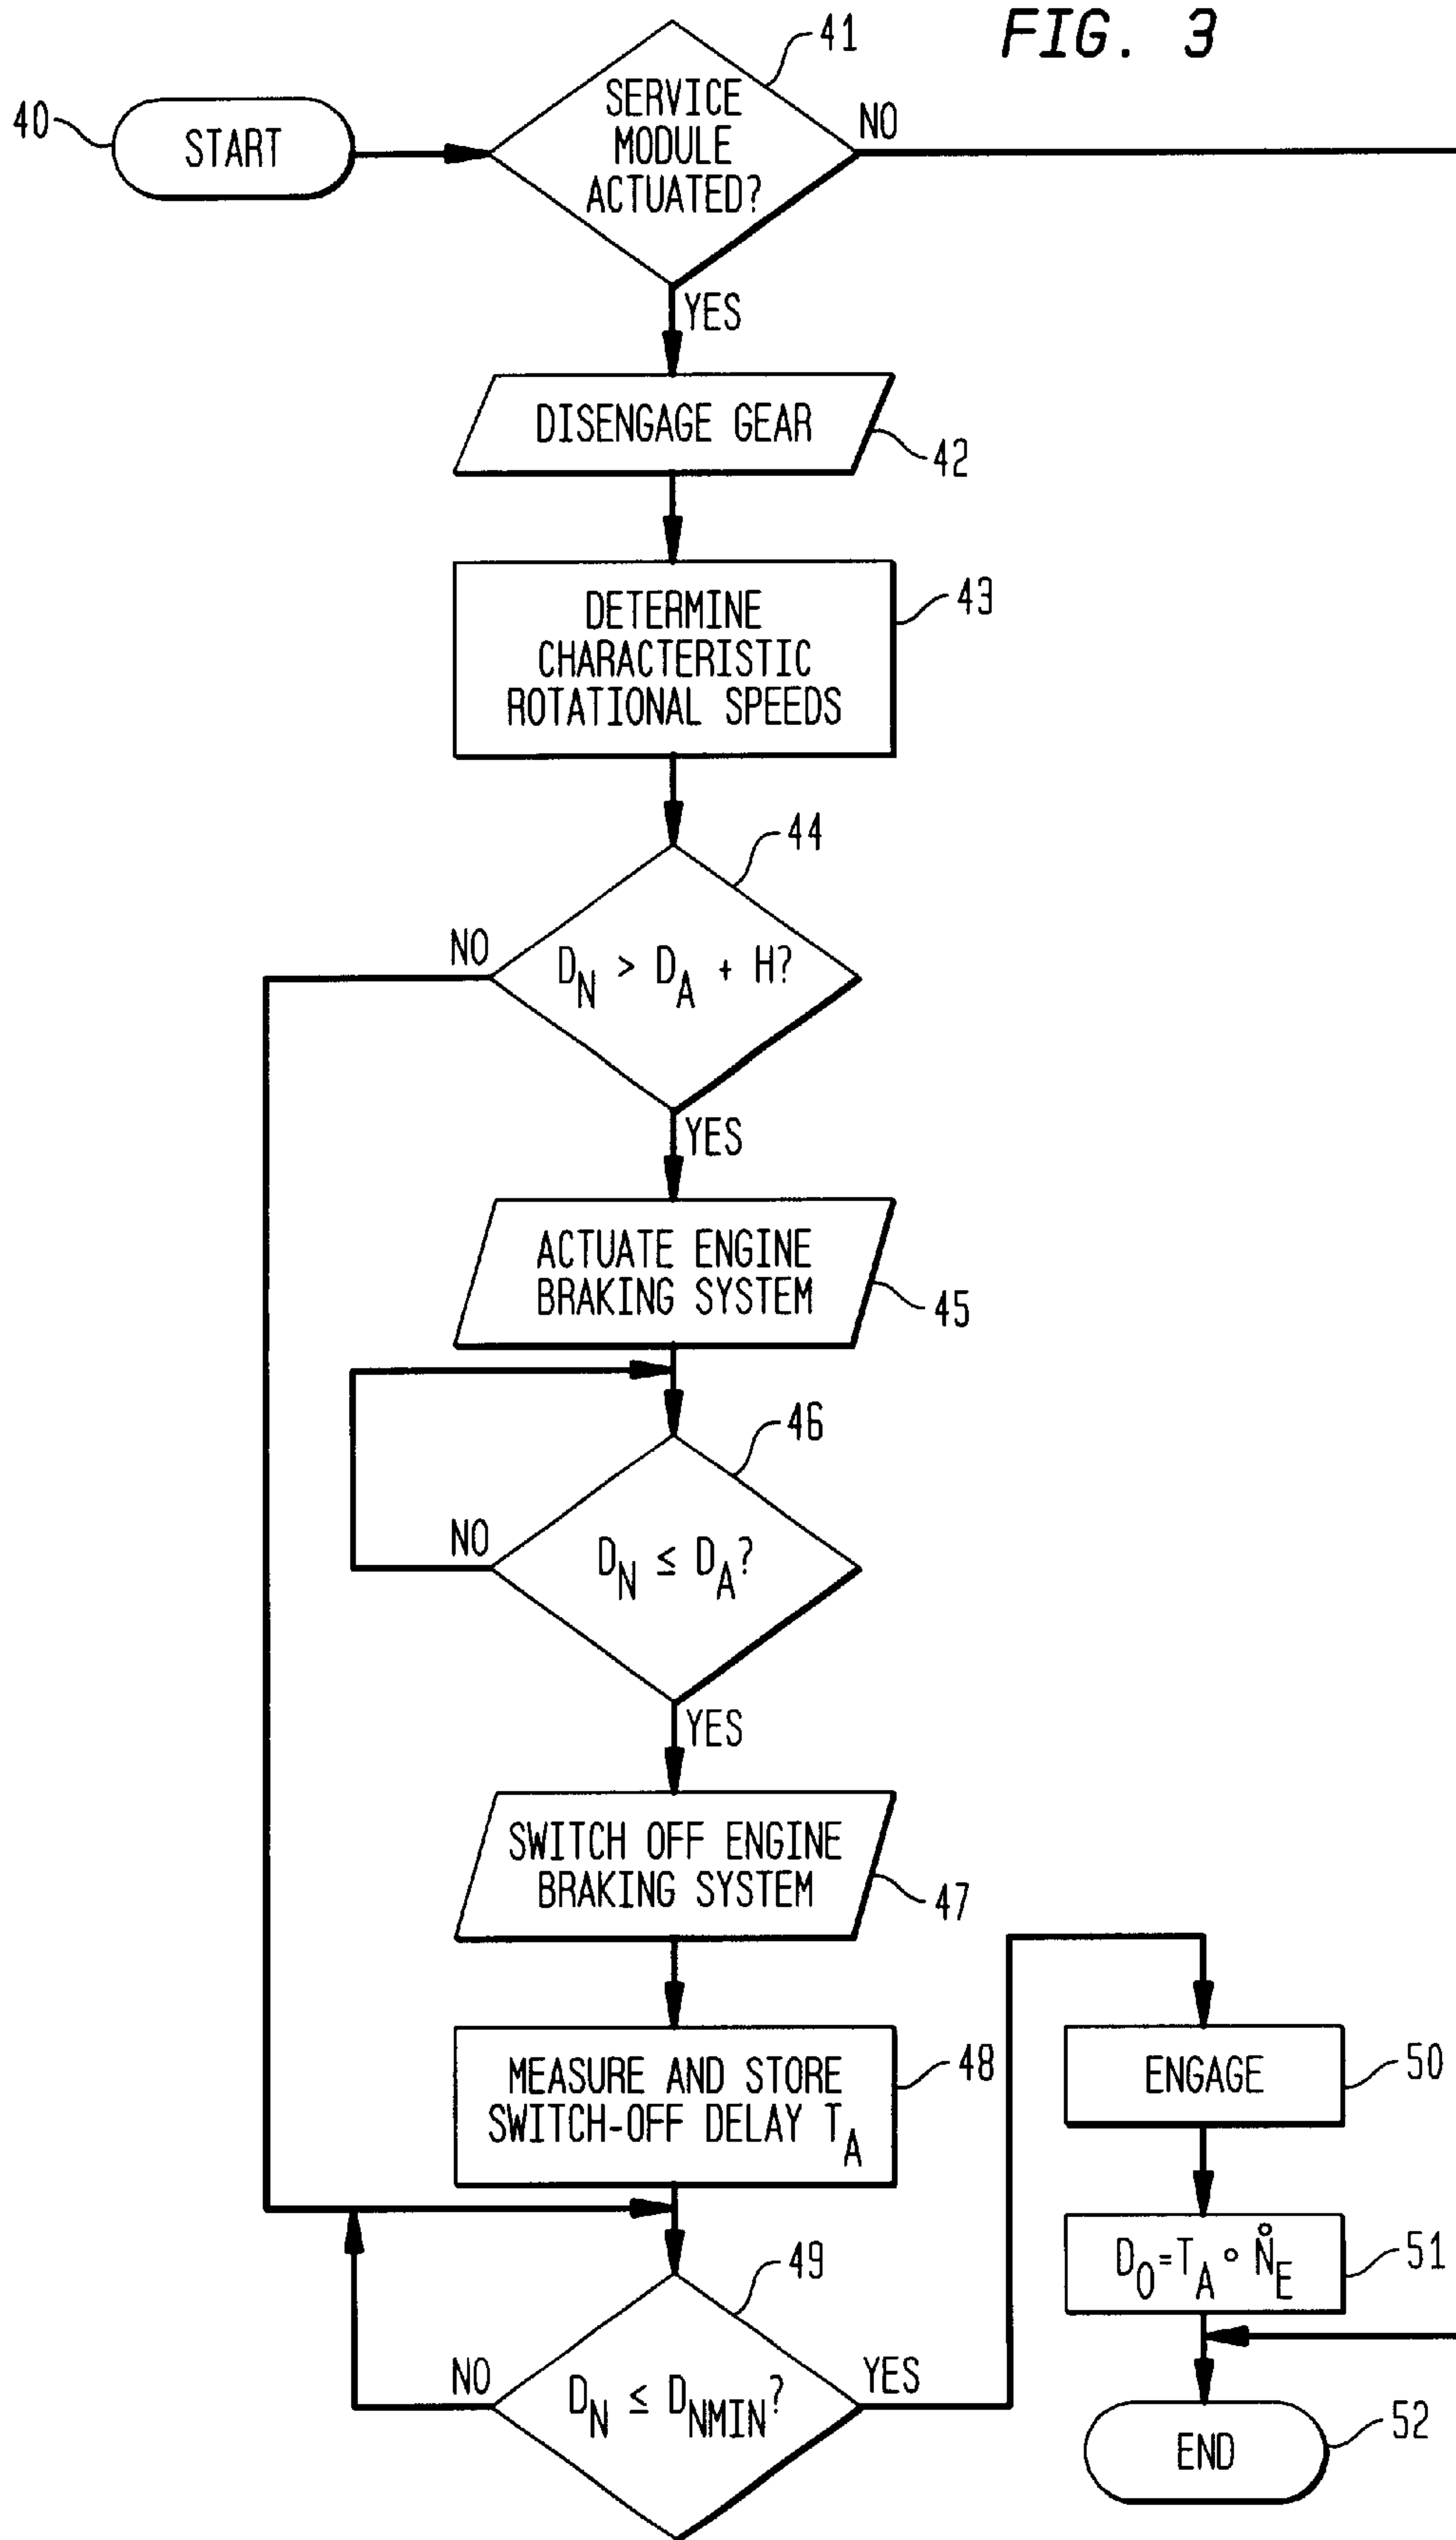 FIG. 3
41
40
START
SERVICE
MODULE
ACTUATED?
NO
YES
DISENGAGE GEAR
42
DETERMINE
CHARACTERISTIC
ROTATIONAL SPEEDS
43
44
NO
D_N > D_A + H?
YES
ACTUATE ENGINE
BRAKING SYSTEM
45
46
NO
D_N ≤ D_A?
YES
SWITCH OFF ENGINE
BRAKING SYSTEM
47
MEASURE AND STORE
SWITCH-OFF DELAY T_A
48
49
NO
D_N ≤ D_NMIN?
YES
ENGAGE
50
D_O = T_A ∘ N̊_E
51
END
52